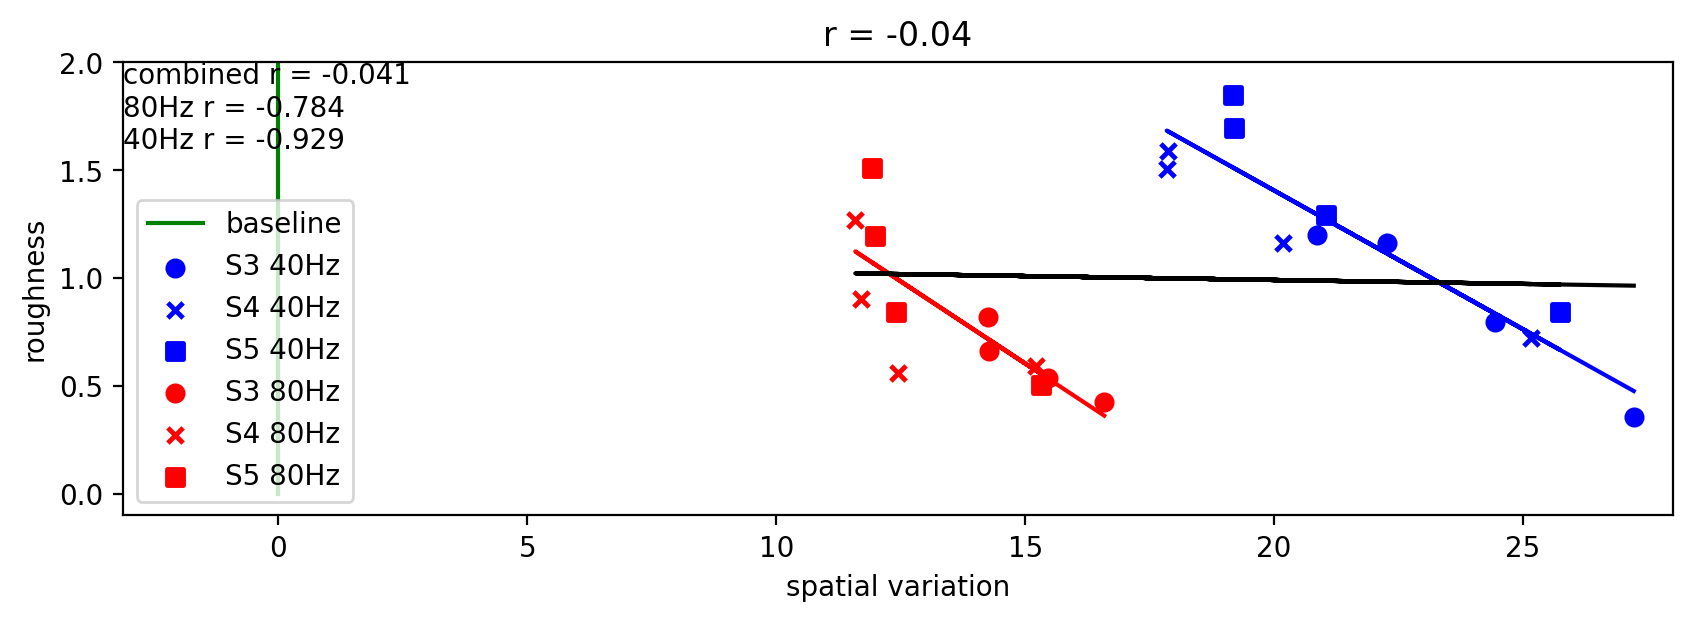 r = -0.04
combined r = -0.041
80Hz r = -0.784
40Hz r = -0.929
2.0
1.5
1.0
0.5
0.0
roughness
baseline
S3 40Hz
S4 40Hz
S5 40Hz
S3 80Hz
S4 80Hz
S5 80Hz
0 5 10 15 20 25
spatial variation